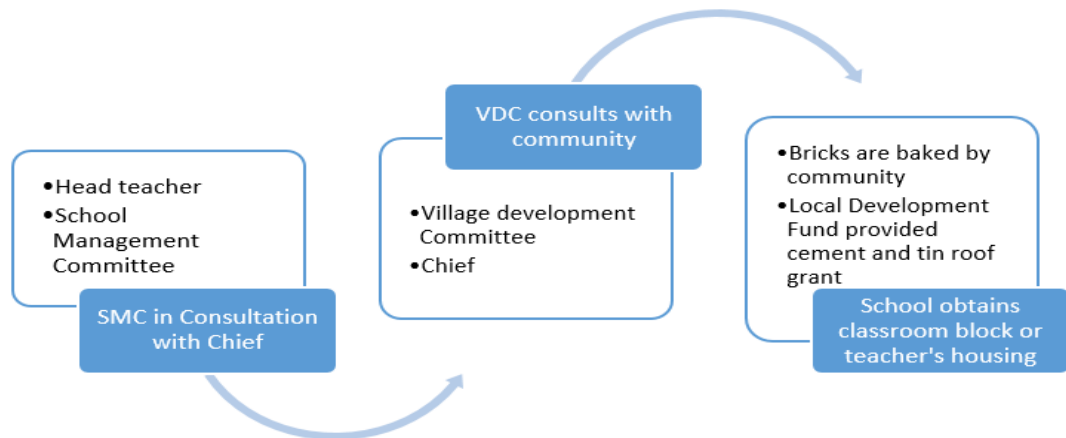 •Head teacher
•School
Management
Committee
SMC in Consultation
with Chief
VDC consults with
community
•Village development
Committee
•Chief
•Bricks are baked by
community
•Local Development
Fund provided
cement and tin roof
grant
School obtains
classroom block or
teacher's housing